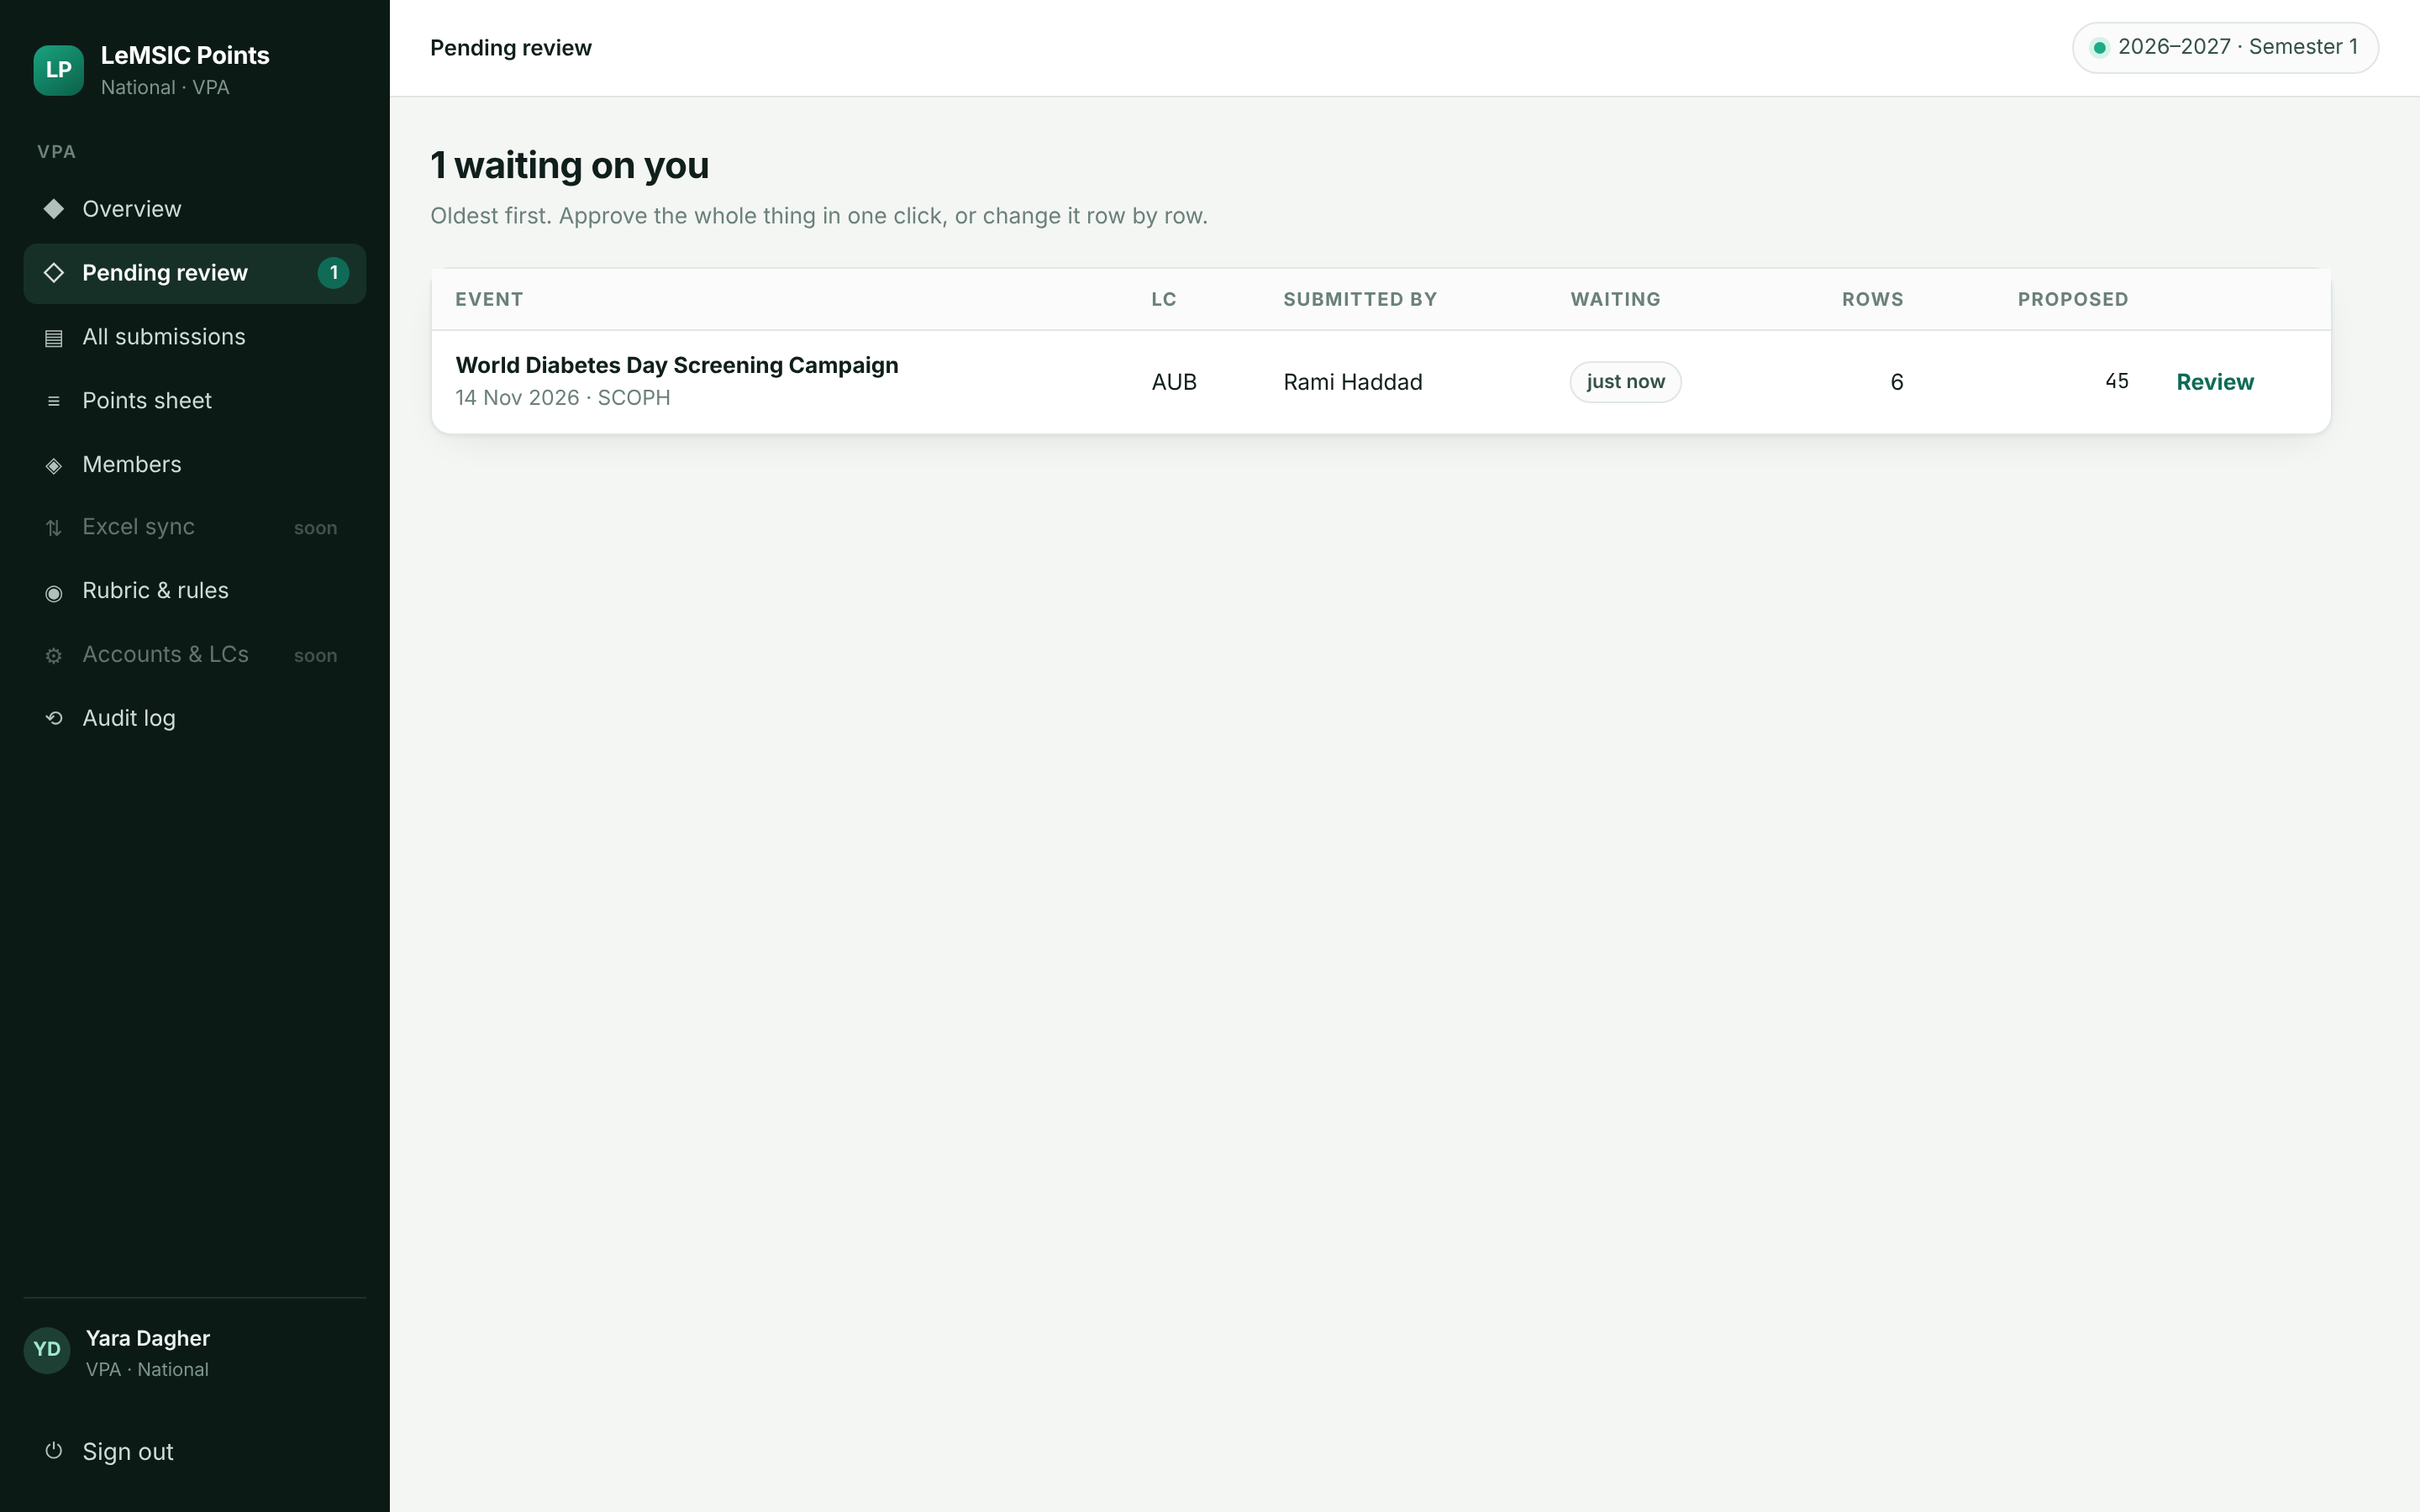 LP
LeMSIC Points
National · VPA
VPA
Overview
Pending review 1
All submissions
Points sheet
Members
Excel sync soon
Rubric & rules
Accounts & LCs soon
Audit log
YD
Yara Dagher
VPA · National
Sign out
Pending review
2026–2027 · Semester 1
1 waiting on you
Oldest first. Approve the whole thing in one click, or change it row by row.
EVENT LC SUBMITTED BY WAITING ROWS PROPOSED
World Diabetes Day Screening Campaign
14 Nov 2026 · SCOPH
AUB Rami Haddad just now 6 45 Review